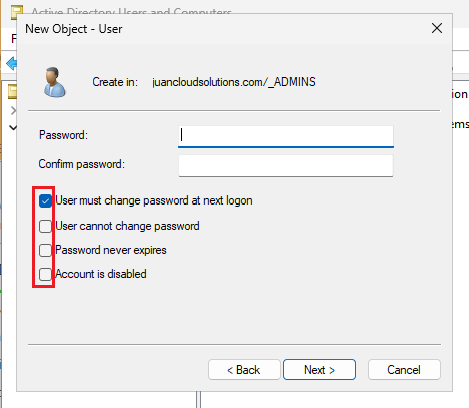 Active Directory Users and Computers
New Object - User
Create in: juancloudsolutions.com/_ADMINS
Password:
Confirm password:
User must change password at next logon
User cannot change password
Password never expires
Account is disabled
< Back Next > Cancel